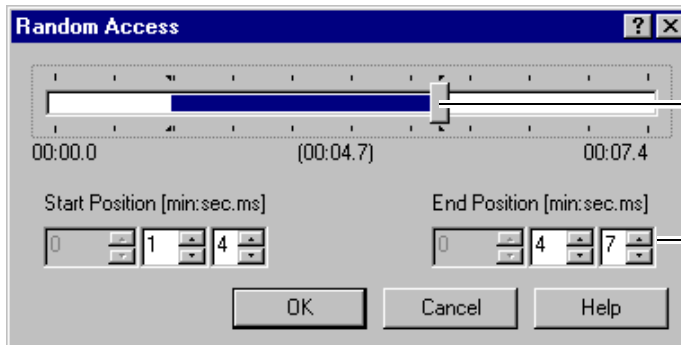 Random Access
00:00.0 (00:04.7) 00:07.4
Start Position [min:sec.ms] End Position [min:sec.ms]
0 1 4 0 4 7
OK Cancel Help